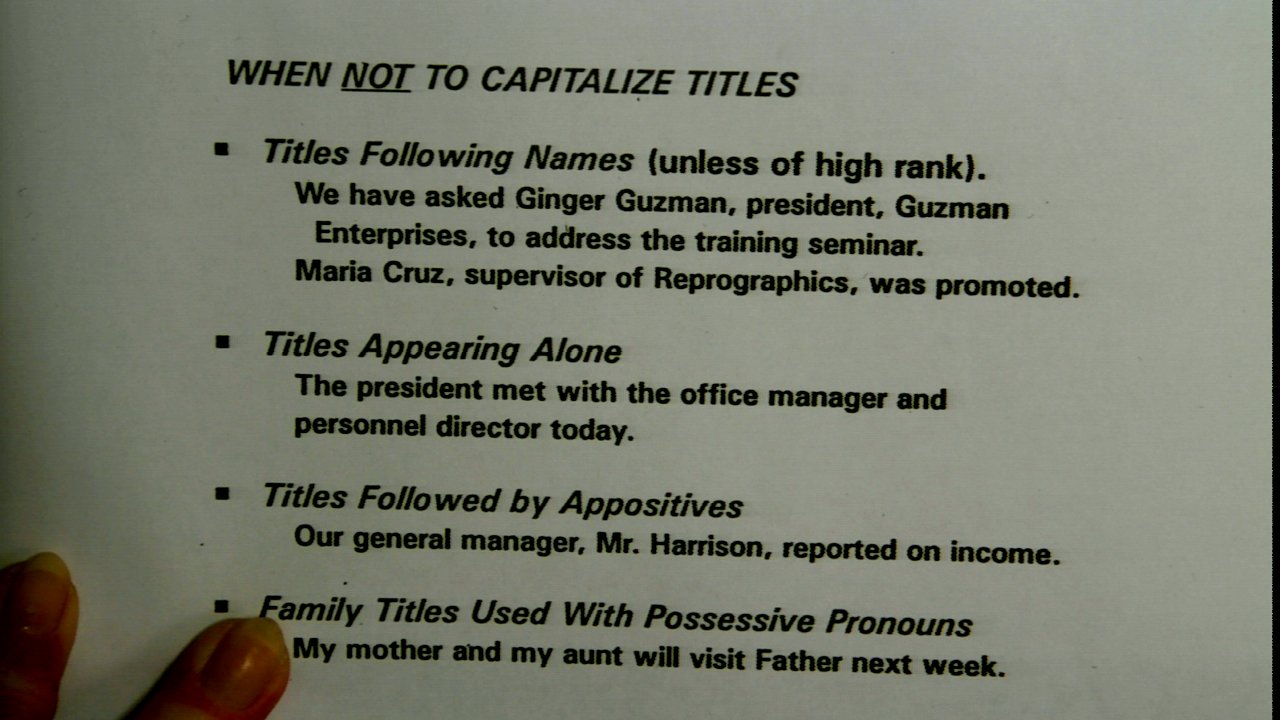 WHEN NOT TO CAPITALIZE TITLES
▪ Titles Following Names (unless of high rank).
We have asked Ginger Guzman, president, Guzman
Enterprises, to address the training seminar.
Maria Cruz, supervisor of Reprographics, was promoted.
▪ Titles Appearing Alone
The president met with the office manager and
personnel director today.
▪ Titles Followed by Appositives
Our general manager, Mr. Harrison, reported on income.
▪ Family Titles Used With Possessive Pronouns
My mother and my aunt will visit Father next week.